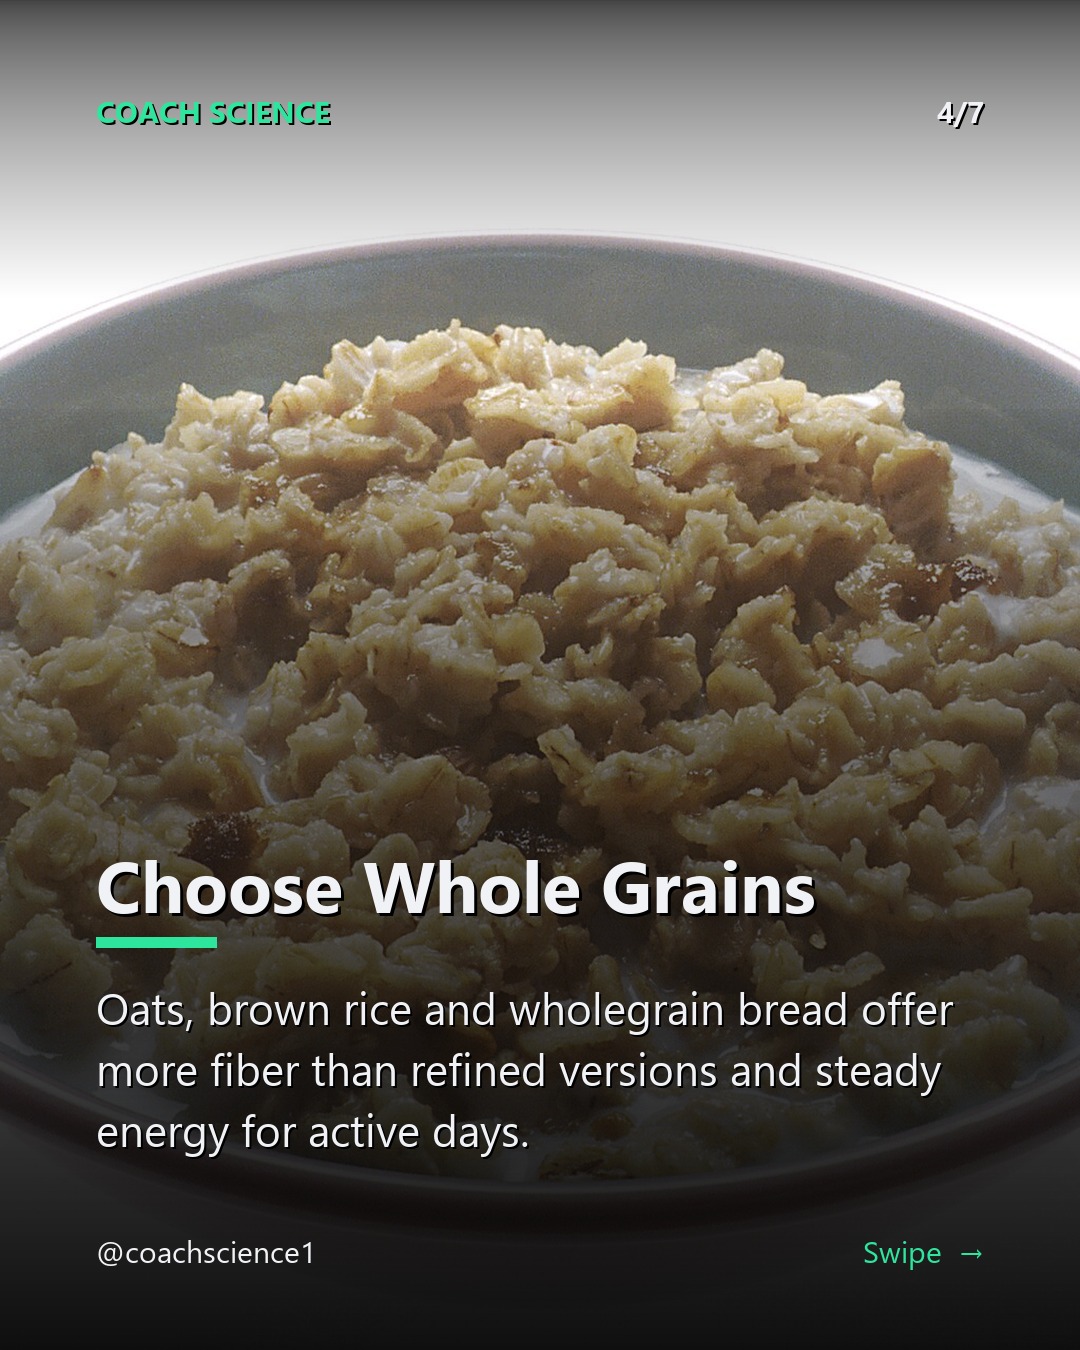 COACH SCIENCE
4/7
Choose Whole Grains
Oats, brown rice and wholegrain bread offer
more fiber than refined versions and steady
energy for active days.
@coachscience1
Swipe →